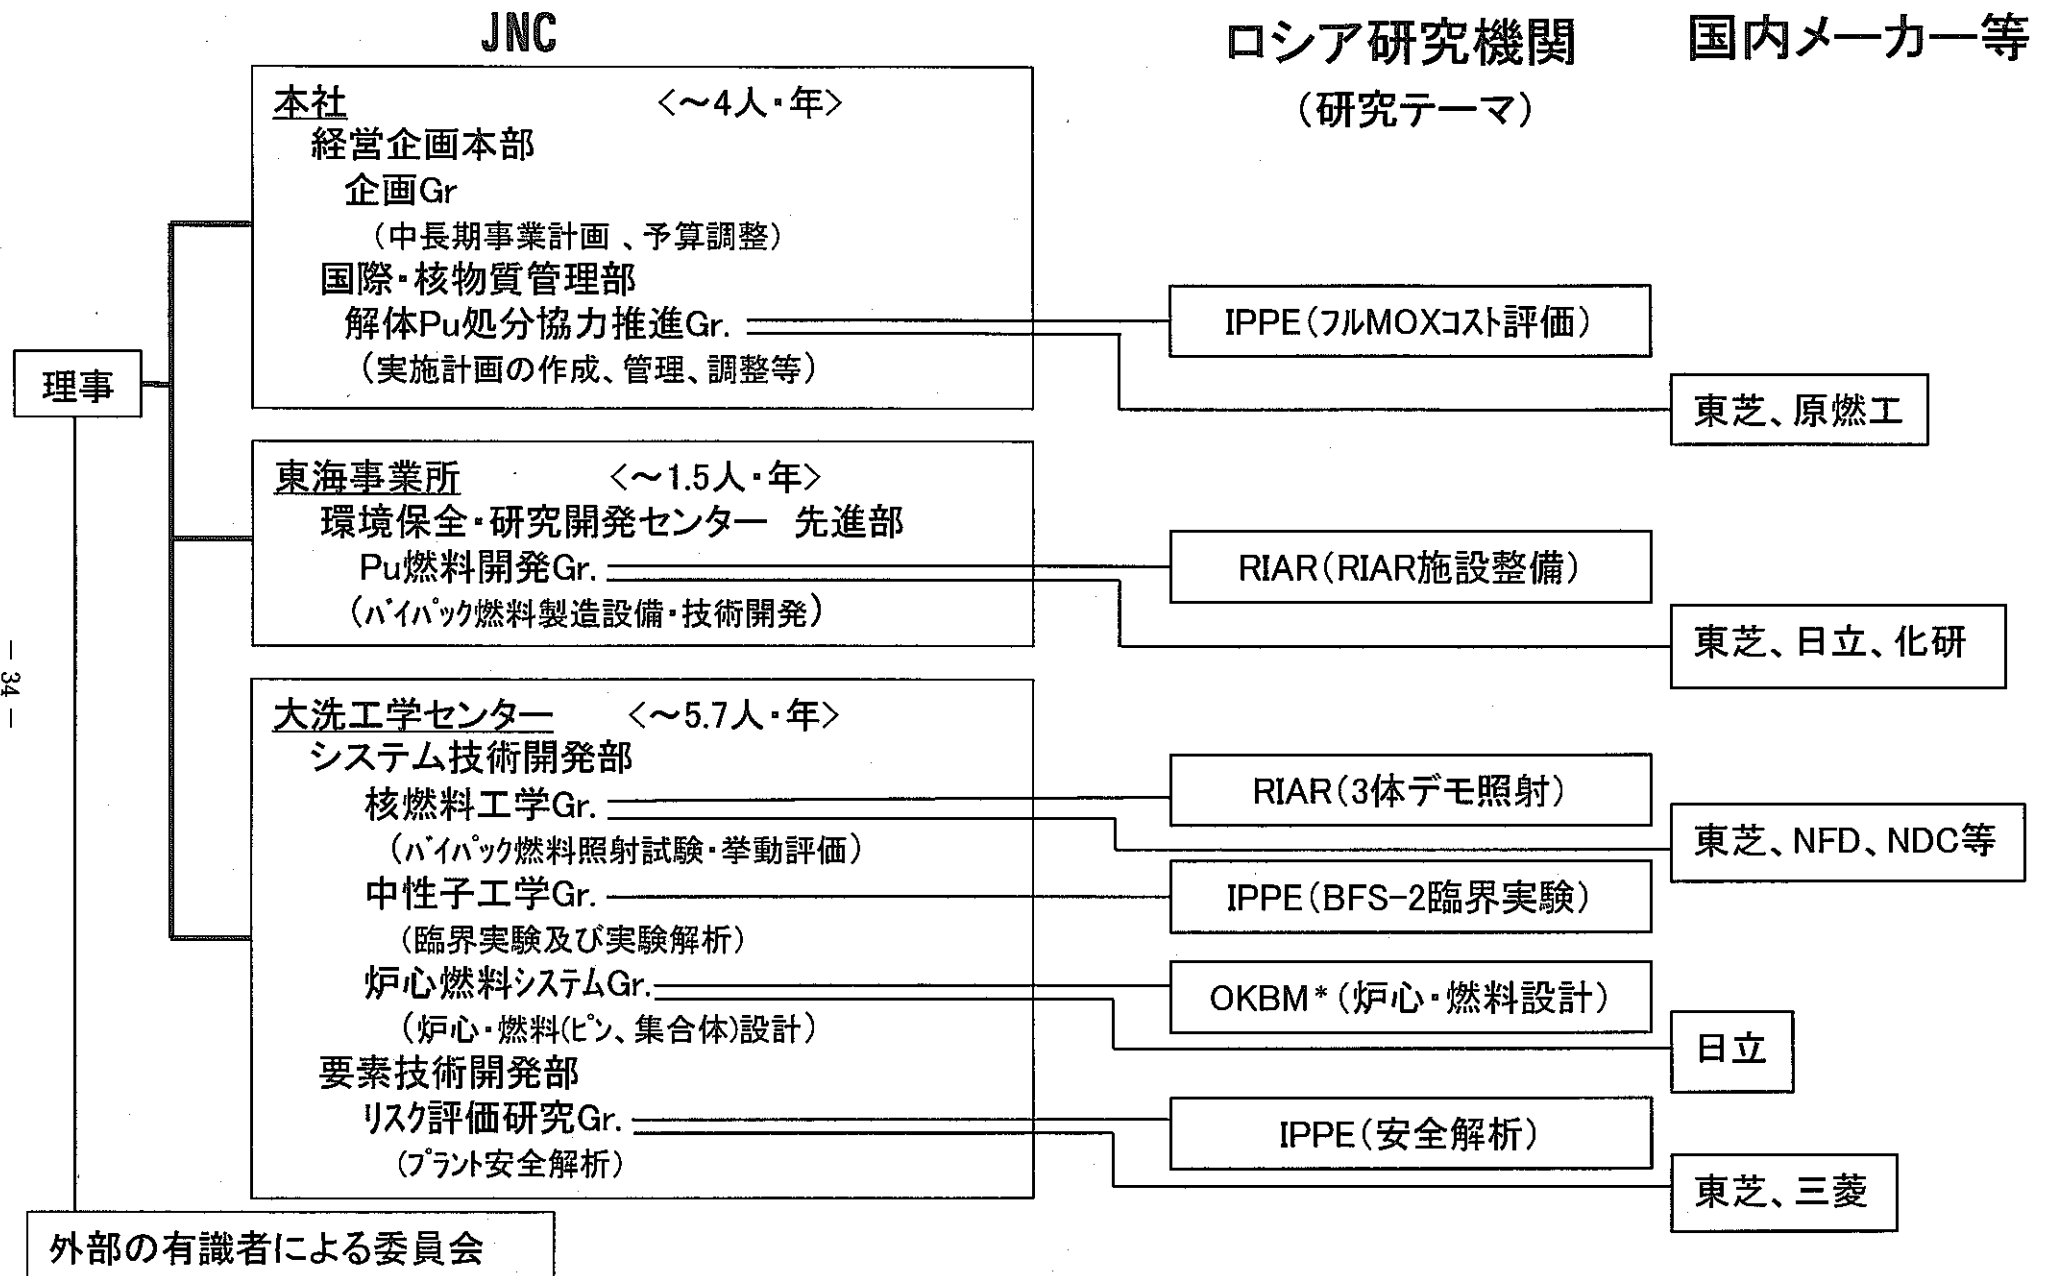 JNC
ロシア研究機関
(研究テーマ)
国内メーカー等
理事
本社 <～4人・年>
経営企画本部
企画Gr
(中長期事業計画、予算調整)
国際・核物質管理部
解体Pu処分協力推進Gr.
(実施計画の作成、管理、調整等)
IPPE(フルMOXコスト評価)
東芝、原燃工
東海事業所 <～1.5人・年>
環境保全・研究開発センター 先進部
Pu燃料開発Gr.
(バイパック燃料製造設備・技術開発)
RIAR(RIAR施設整備)
東芝、日立、化研
大洗工学センター <～5.7人・年>
システム技術開発部
核燃料工学Gr.
(バイパック燃料照射試験・挙動評価)
RIAR(3体デモ照射)
東芝、NFD、NDC等
中性子工学Gr.
(臨界実験及び実験解析)
IPPE(BFS-2臨界実験)
炉心燃料システムGr.
(炉心・燃料(ピン、集合体)設計)
OKBM*(炉心・燃料設計)
日立
要素技術開発部
リスク評価研究Gr.
(プラント安全解析)
IPPE(安全解析)
東芝、三菱
外部の有識者による委員会
- 34 -